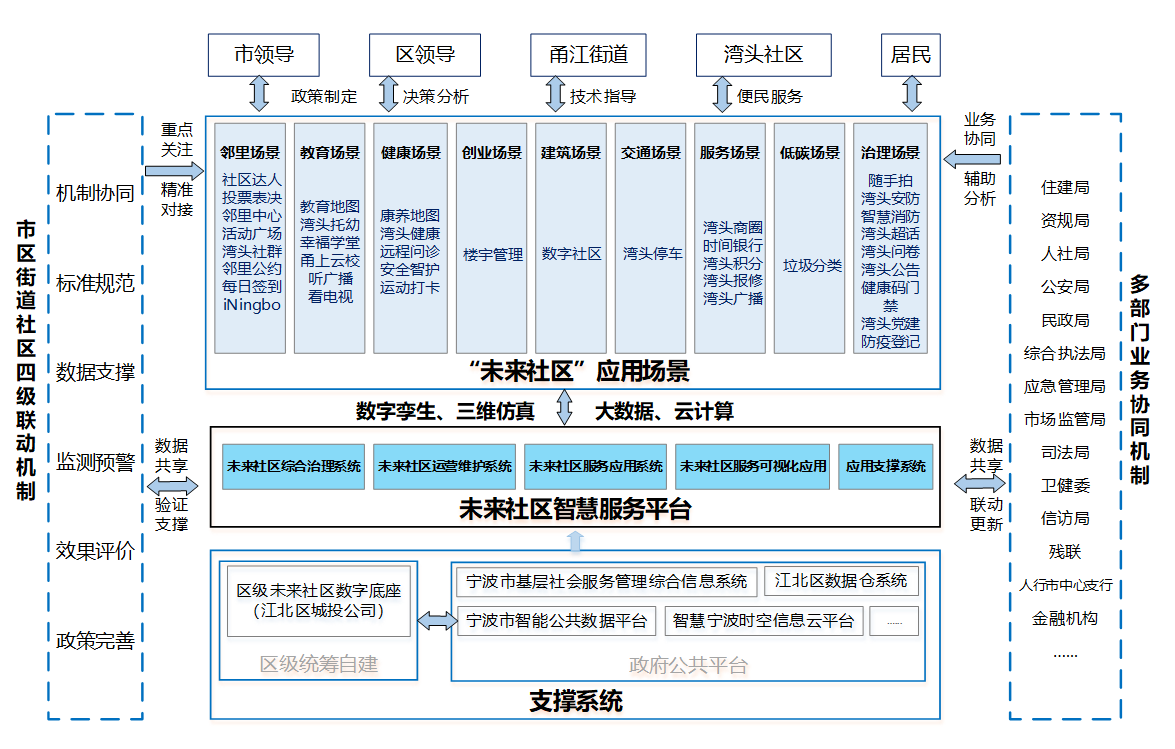 市领导
区领导
甬江街道
湾头社区
居民
政策制定
决策分析
技术指导
便民服务
市区街道社区四级联动机制
机制协同
标准规范
数据支撑
监测预警
效果评价
政策完善
重点
关注
精准
对接
数据
共享
验证
支撑
邻里场景
社区达人
投票表决
邻里中心
活动广场
湾头社群
邻里公约
每日签到
iNingbo
教育场景
教育地图
湾头托幼
幸福学堂
甬上云校
听广播
看电视
健康场景
康养地图
湾头健康
远程问诊
安全智护
运动打卡
创业场景
楼宇管理
建筑场景
数字社区
交通场景
湾头停车
服务场景
湾头商圈
时间银行
湾头积分
湾头报修
湾头广播
低碳场景
垃圾分类
治理场景
随手拍
湾头安防
智慧消防
湾头超话
湾头问卷
湾头公告
健康码门
禁
湾头党建
防疫登记
“未来社区”应用场景
数字孪生、三维仿真
大数据、云计算
未来社区综合治理系统
未来社区运营维护系统
未来社区服务应用系统
未来社区服务可视化应用
应用支撑系统
未来社区智慧服务平台
区级未来社区数字底座
（江北区城投公司）
区级统筹自建
宁波市基层社会服务管理综合信息系统
江北区数据仓系统
宁波市智能公共数据平台
智慧宁波时空信息云平台
......
政府公共平台
支撑系统
业务
协同
辅助
分析
数据
共享
联动
更新
住建局
资规局
人社局
公安局
民政局
综合执法局
应急管理局
市场监管局
司法局
卫健委
信访局
残联
人行市中心支行
金融机构
......
多部门业务协同机制